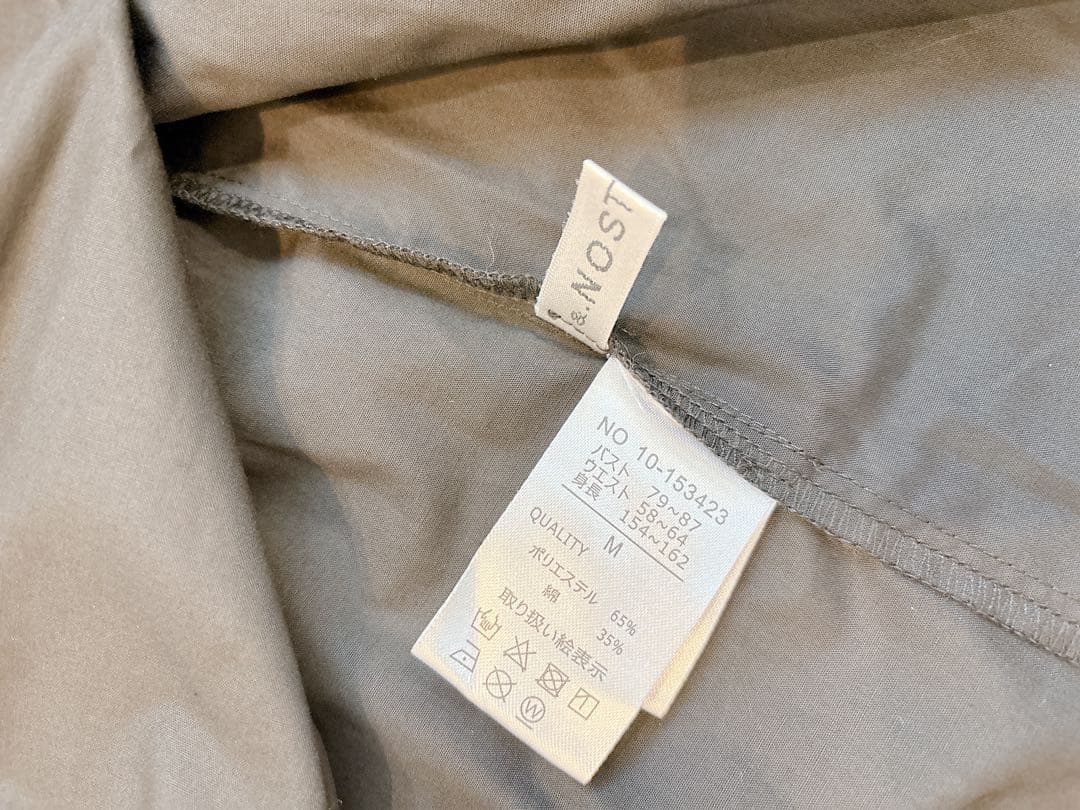 &.NOST
NO 10-153423
バスト 79~87
ウエスト 58~64
身長 154~162
M
QUALITY
ポリエステル 65%
綿 35%
取り扱い絵表示
W